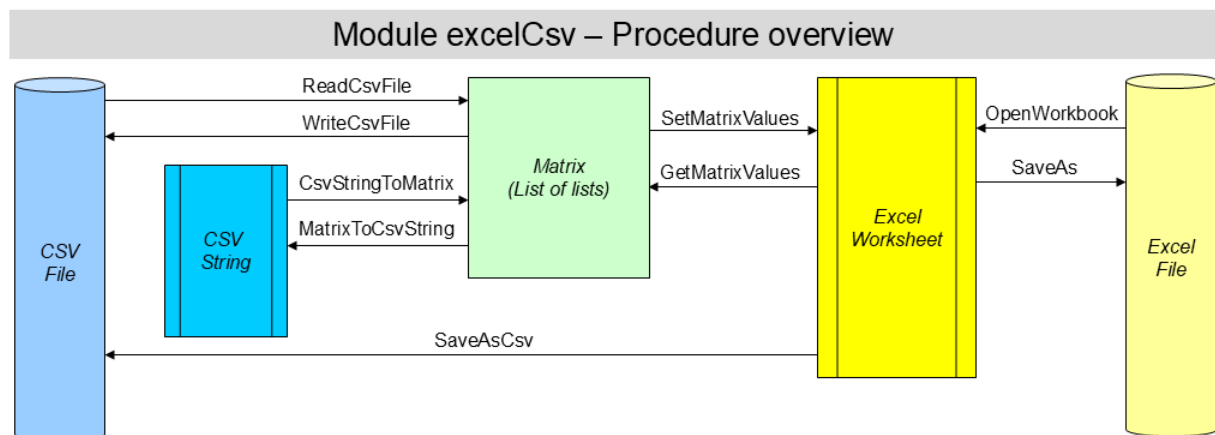 Module excelCsv – Procedure overview
ReadCsvFile
WriteCsvFile
CsvStringToMatrix
MatrixToCsvString
SetMatrixValues
GetMatrixValues
OpenWorkbook
SaveAs
SaveAsCsv
CSV
File
CSV
String
Matrix
(List of lists)
Excel
Worksheet
Excel
File